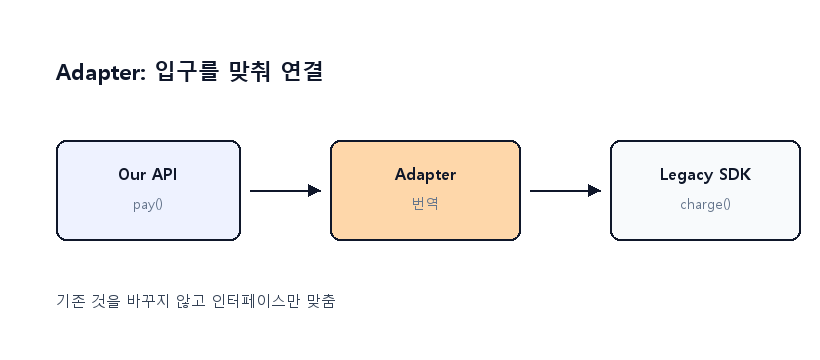 Adapter: 입구를 맞춰 연결
Our API
pay()
Adapter
번역
Legacy SDK
charge()
기존 것을 바꾸지 않고 인터페이스만 맞춤